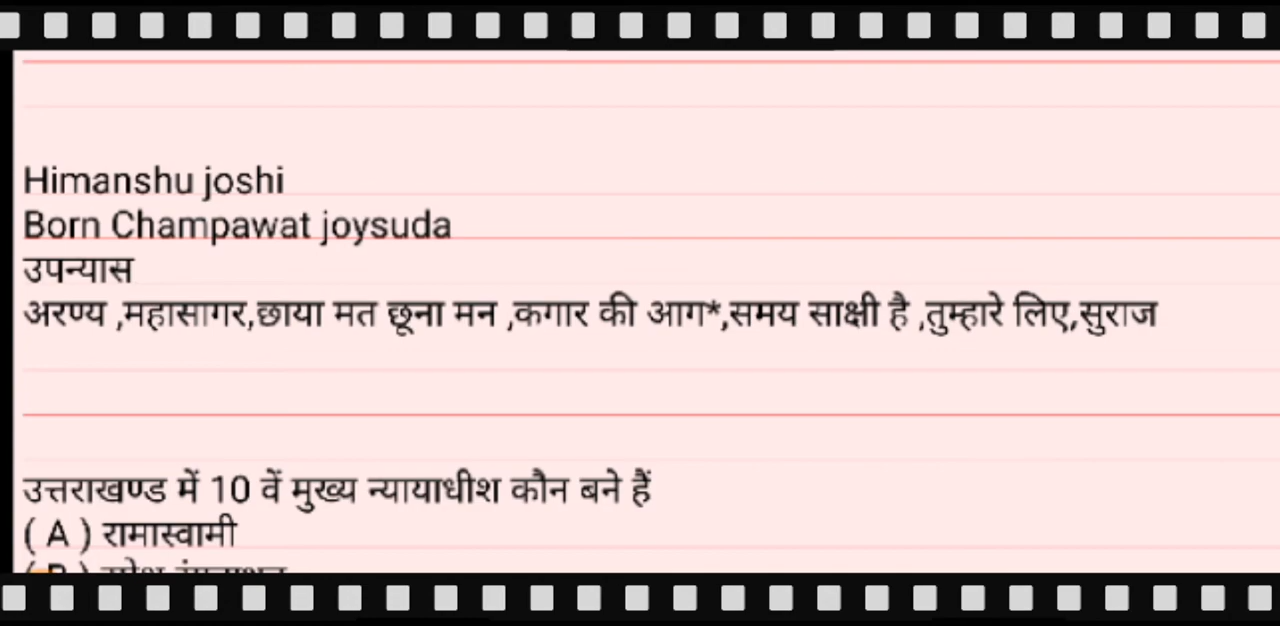 Himanshu joshi
Born Champawat joysuda
उपन्यास
अरण्य ,महासागर,छाया मत छूना मन ,कगार की आग*,समय साक्षी है ,तुम्हारे लिए,सुराज
उत्तराखण्ड में 10 वें मुख्य न्यायाधीश कौन बने हैं
( A ) रामास्वामी